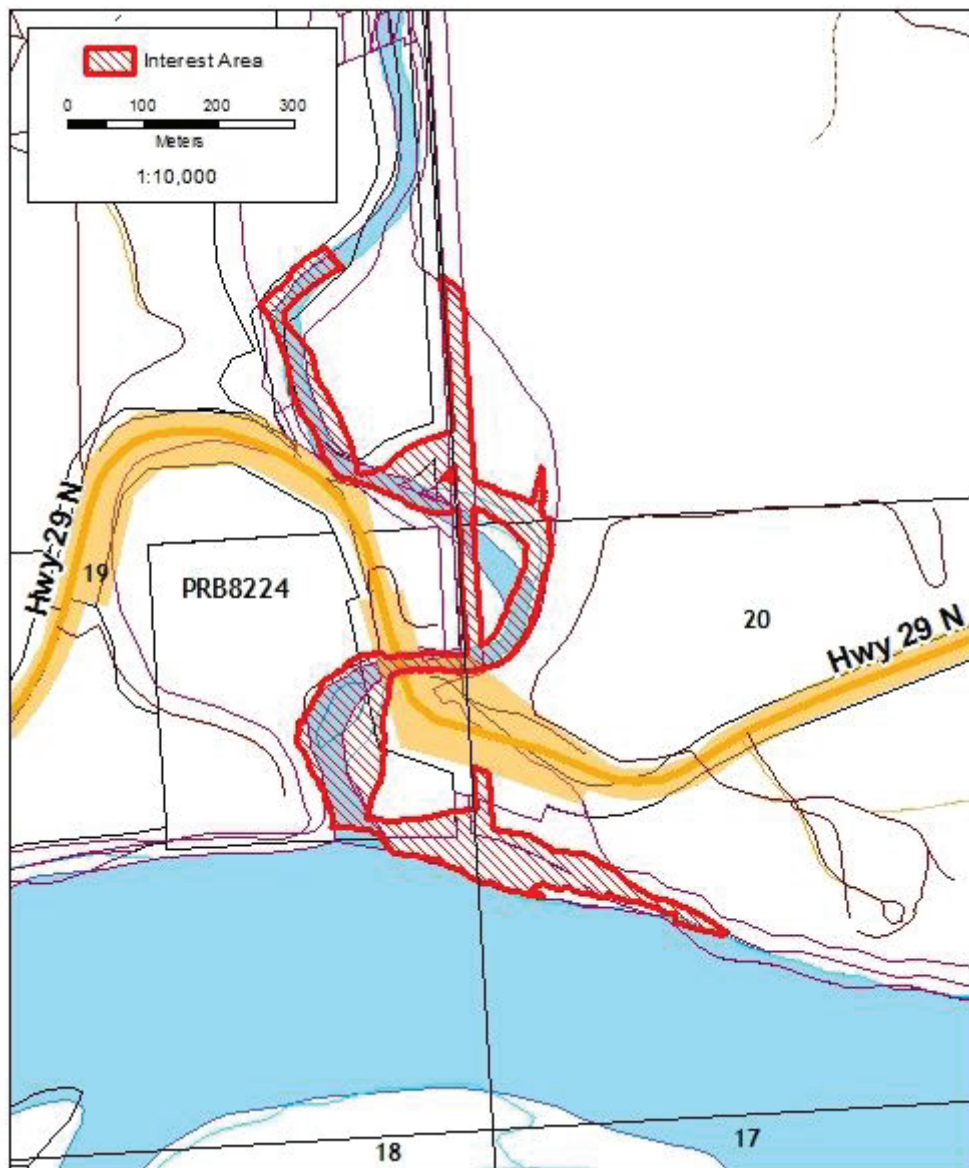 Interest Area
0 100 200 300
Meters
1:10,000
Hwy 29 N
19
PRB8224
20
Hwy 29 N
18
17